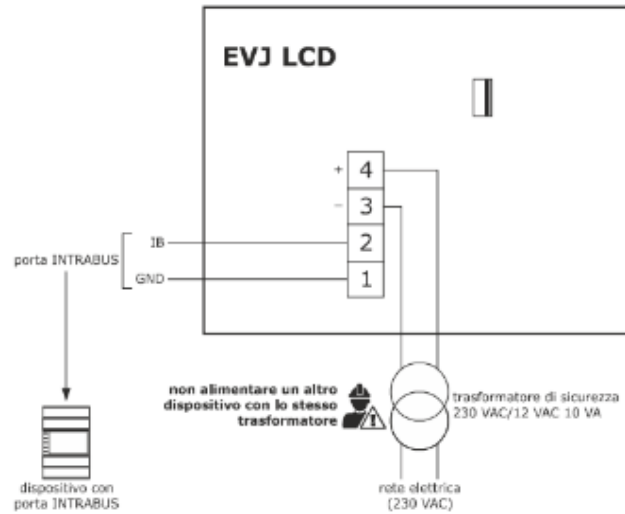 EVJ LCD
+ 4
- 3
IB 2
porta INTRABUS
GND 1
non alimentare un altro
dispositivo con lo stesso
trasformatore
trasformatore di sicurezza
230 VAC/12 VAC 10 VA
dispositivo con
porta INTRABUS
rete elettrica
(230 VAC)